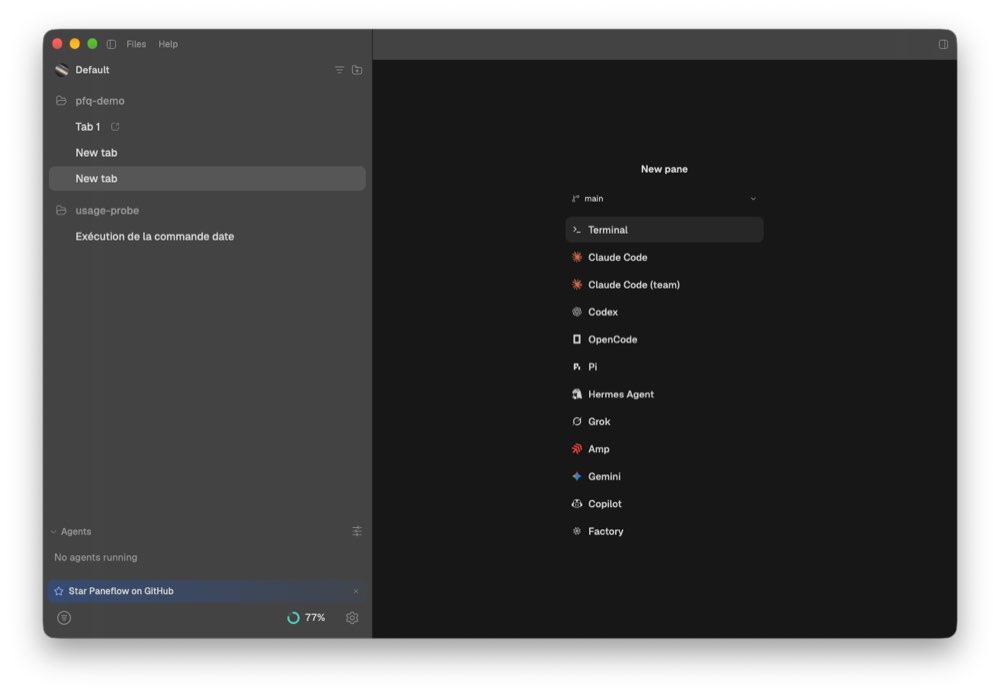 Files Help
Default
pfq-demo
Tab 1
New tab
New tab
usage-probe
Exécution de la commande date
Agents
No agents running
Star Paneflow on GitHub
77%
New pane
main
Terminal
Claude Code
Claude Code (team)
Codex
OpenCode
Pi
Hermes Agent
Grok
Amp
Gemini
Copilot
Factory